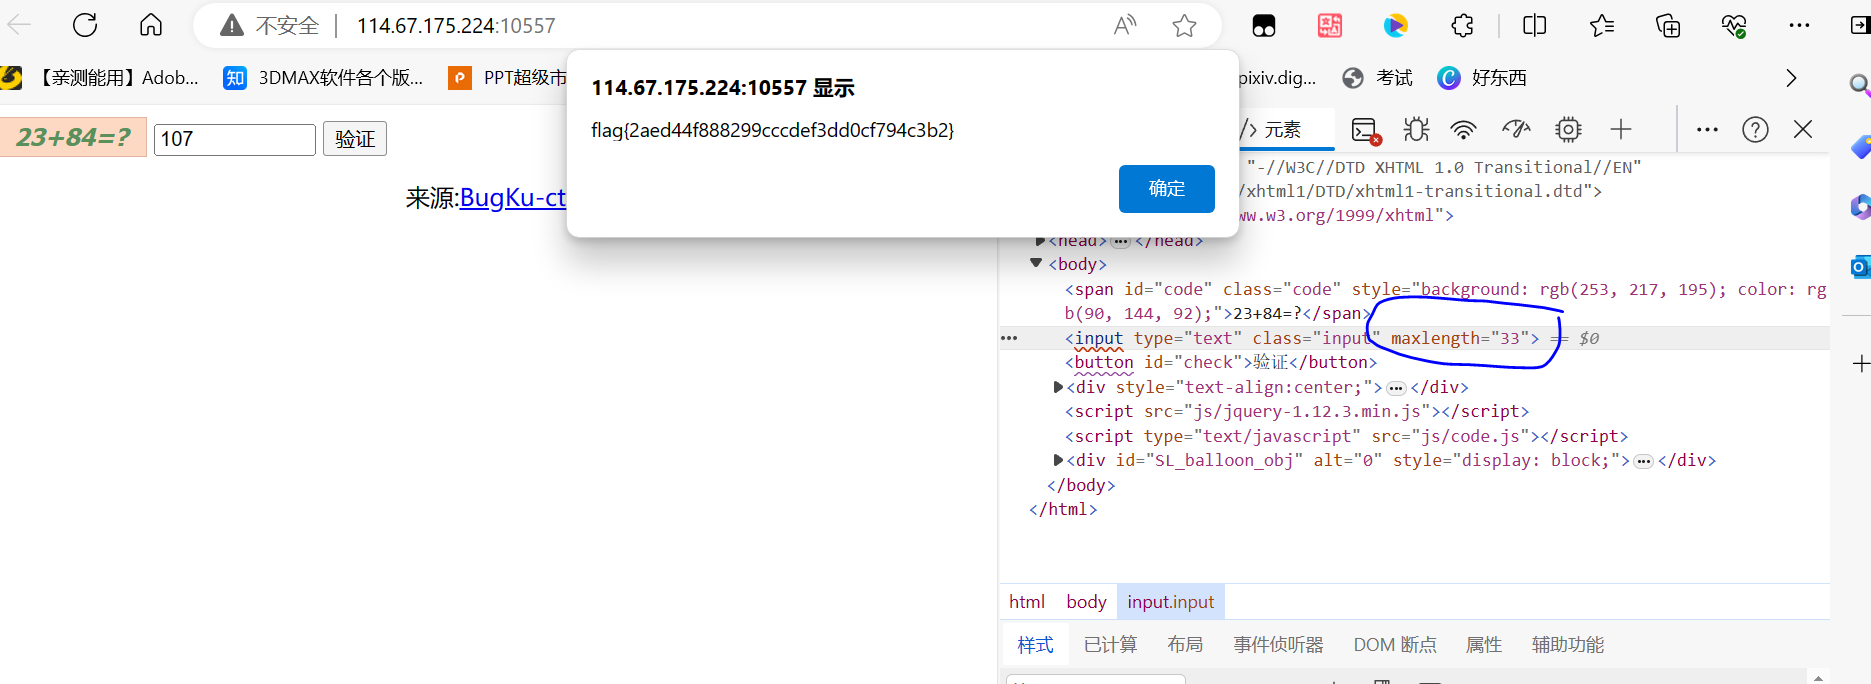 不安全 114.67.175.224:10557
【亲测能用】Adob... 知 3DMAX软件各个版... PPT超级市
pixiv.dig... 考试 好东西
114.67.175.224:10557 显示
flag{2aed44f888299cccdef3dd0cf794c3b2}
确定
23+84=? 107 验证
来源:BugKu-ct
元素
"-//W3C//DTD XHTML 1.0 Transitional//EN"
/xhtml1/DTD/xhtml1-transitional.dtd">
ww.w3.org/1999/xhtml">
<head>…</head>
<body>
<span id="code" class="code" style="background: rgb(253, 217, 195); color: rg
b(90, 144, 92);">23+84=?</span>
<input type="text" class="input" maxlength="33"> == $0
<button id="check">验证</button>
<div style="text-align:center;">…</div>
<script src="js/jquery-1.12.3.min.js"></script>
<script type="text/javascript" src="js/code.js"></script>
<div id="SL_balloon_obj" alt="0" style="display: block;">…</div>
</body>
</html>
html body input.input
样式 已计算 布局 事件侦听器 DOM 断点 属性 辅助功能